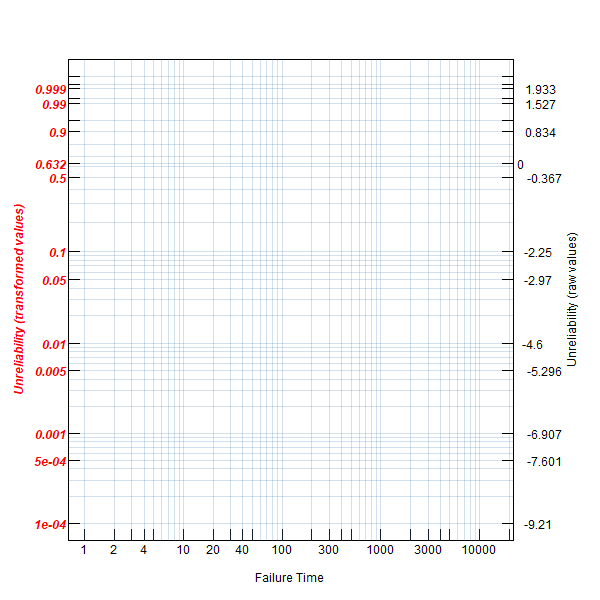 0.999 1.933
0.99 1.527
0.9 0.834
0.632 0
0.5 -0.367
0.1 -2.25
0.05 -2.97
0.01 -4.6
0.005 -5.296
0.001 -6.907
5e-04 -7.601
1e-04 -9.21
Unreliability (transformed values)
Unreliability (raw values)
1 2 4 10 20 40 100 300 1000 3000 10000
Failure Time